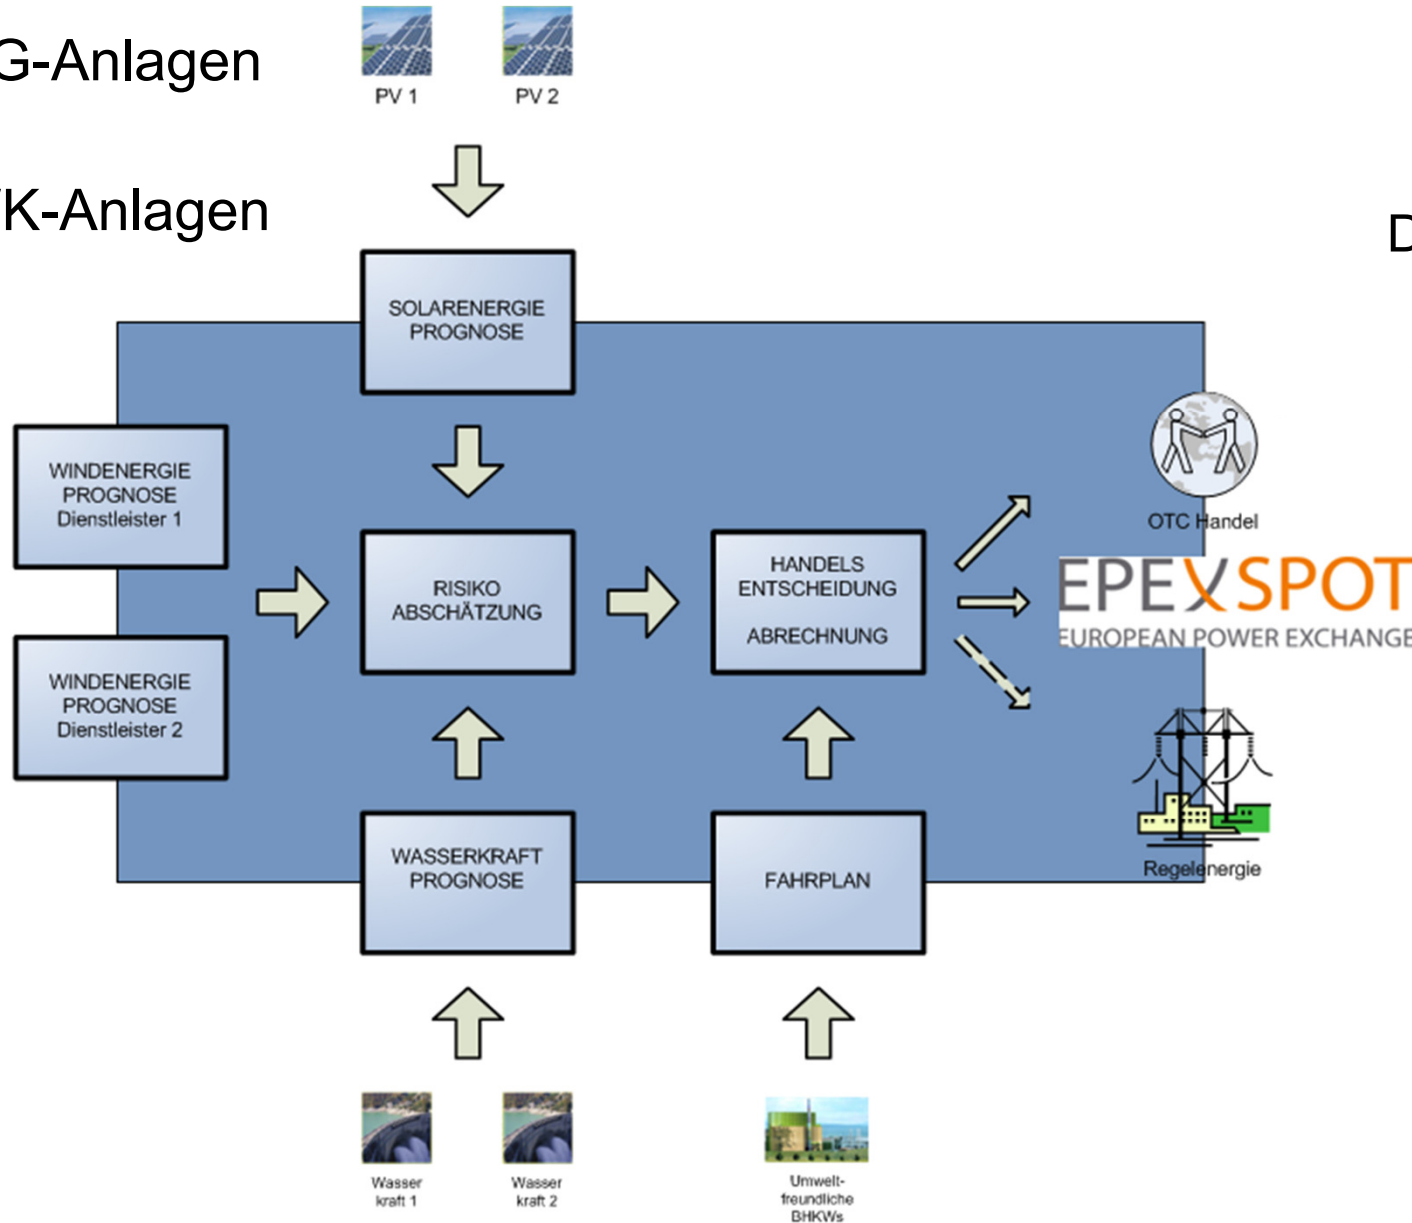 G-Anlagen
PV 1
PV 2
K-Anlagen
D
SOLARENERGIE
PROGNOSE
WINDENERGIE
PROGNOSE
Dienstleister 1
OTC Handel
RISIKO
ABSCHÄTZUNG
HANDELS
ENTSCHEIDUNG
ABRECHNUNG
EPEXSPOT
EUROPEAN POWER EXCHANGE
WINDENERGIE
PROGNOSE
Dienstleister 2
WASSERKRAFT
PROGNOSE
FAHRPLAN
Regelenergie
Wasser
kraft 1
Wasser
kraft 2
Umwelt-
freundliche
BHKWs